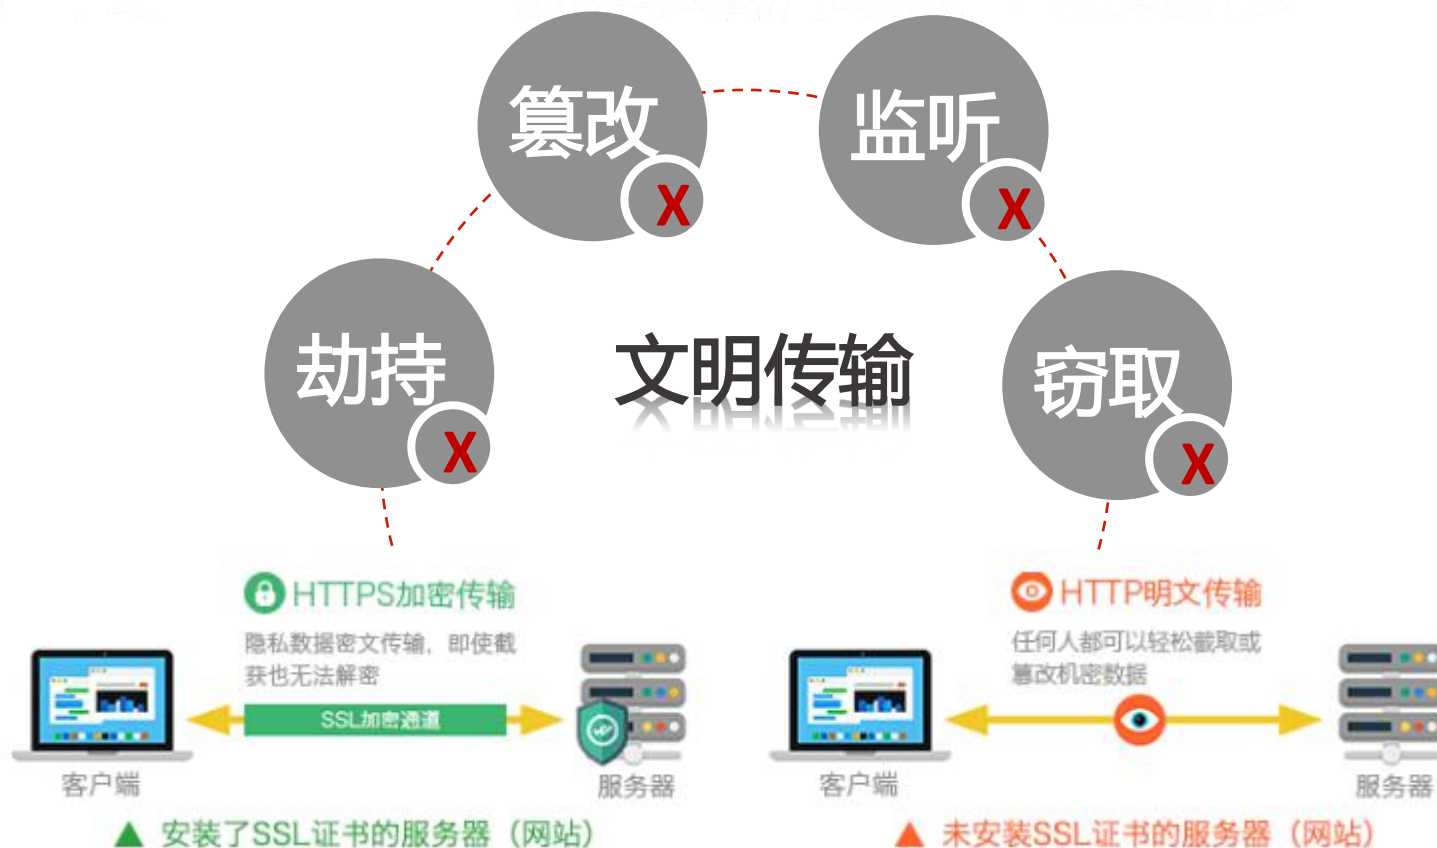 篡改
X
监听
X
劫持
X
文明传输
窃取
X
HTTPS加密传输
隐私数据密文传输，即使截
获也无法解密
SSL加密通道
客户端
服务器
▲ 安装了SSL证书的服务器（网站）
HTTP明文传输
任何人都可以轻松截取或
篡改机密数据
客户端
服务器
▲ 未安装SSL证书的服务器（网站）